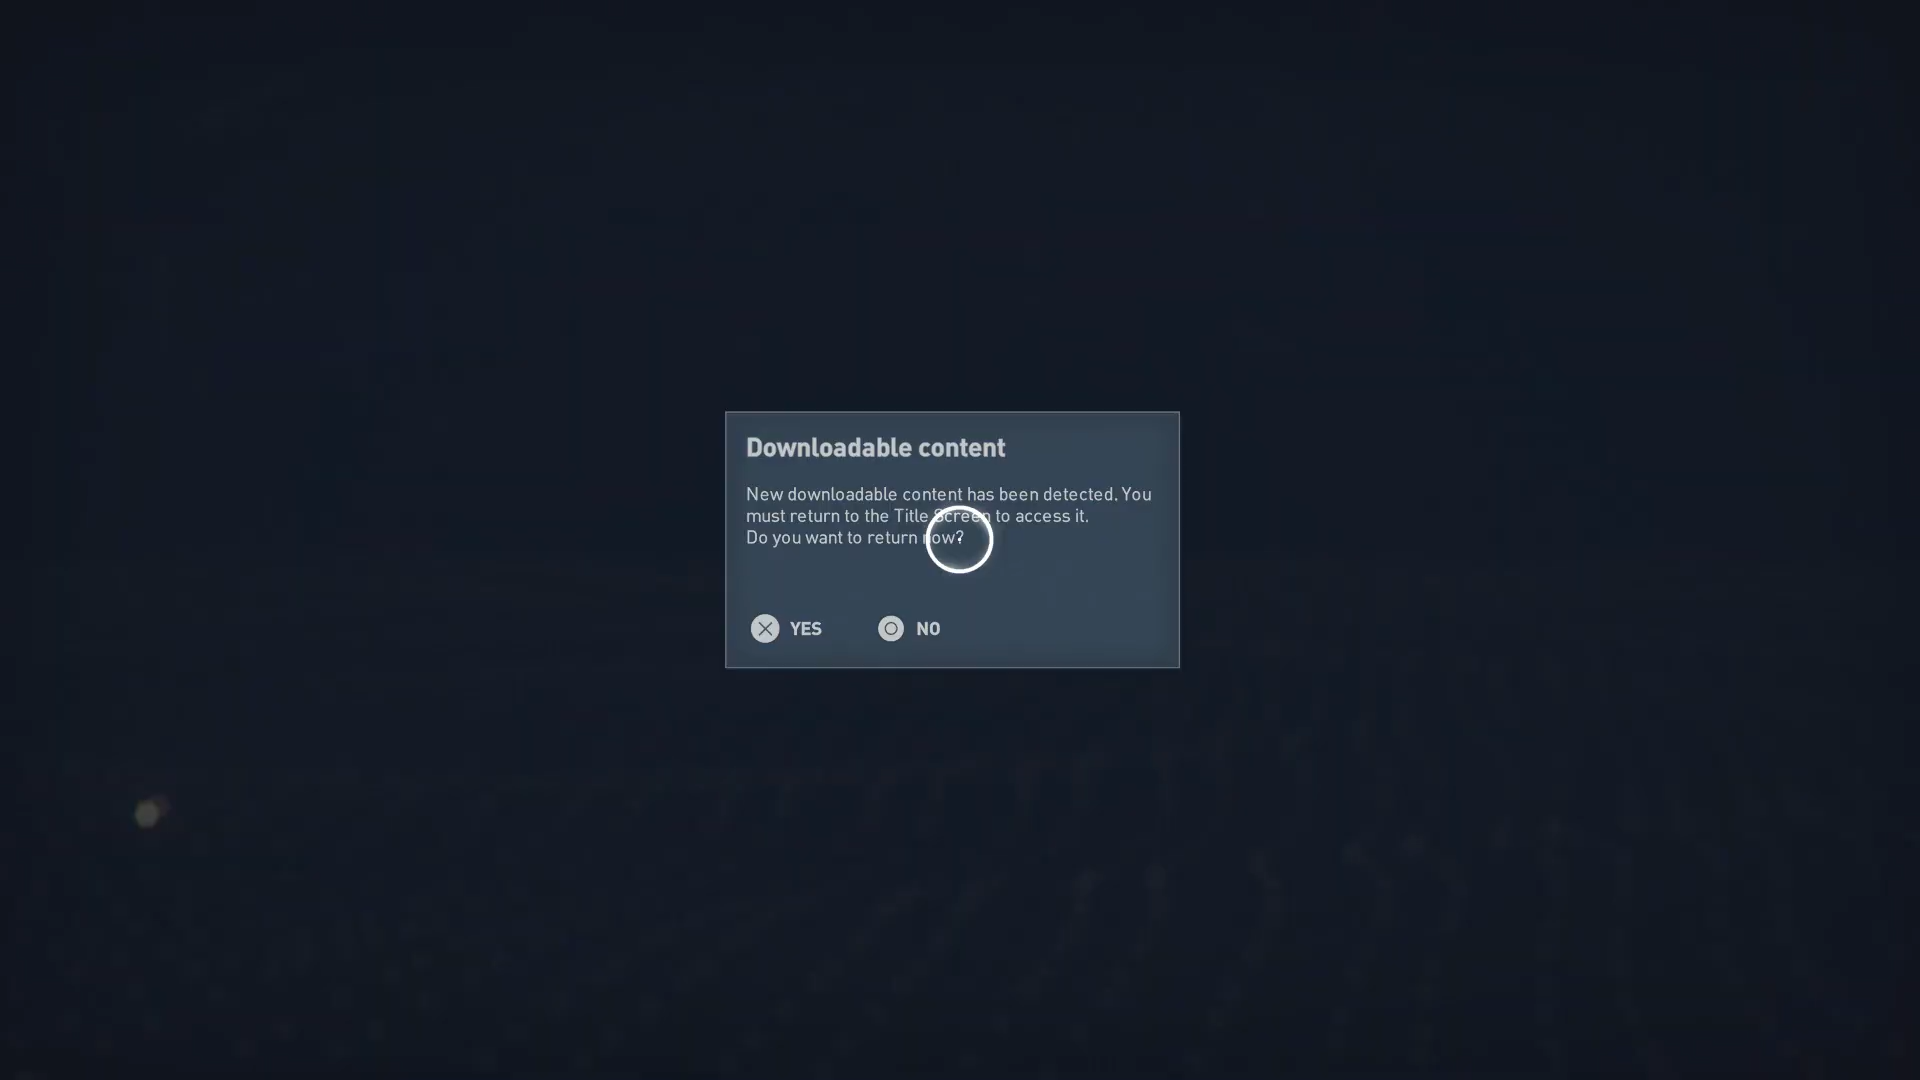 Downloadable content
New downloadable content has been detected. You
must return to the Title Screen to access it.
Do you want to return now?
YES NO